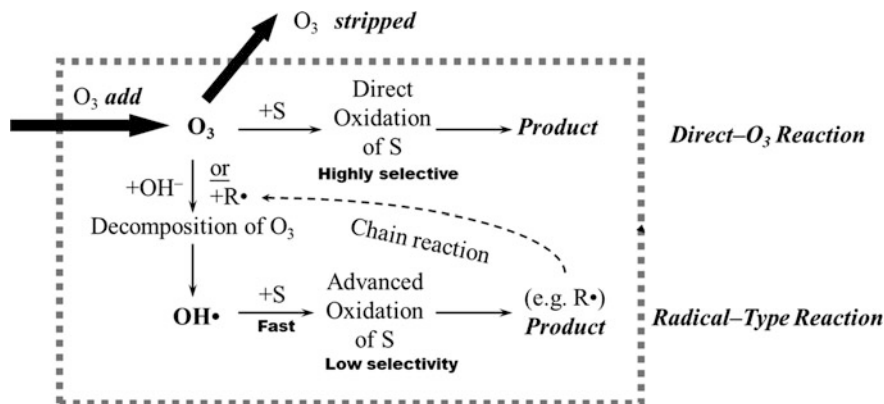 O₃ stripped
O₃ add
O₃
+S
Direct
Oxidation
of S
Highly selective
Product
Direct–O₃ Reaction
+OH⁻
or
+R•
Decomposition of O₃
Chain reaction
OH•
+S
Fast
Advanced
Oxidation
of S
Low selectivity
(e.g. R•)
Product
Radical–Type Reaction